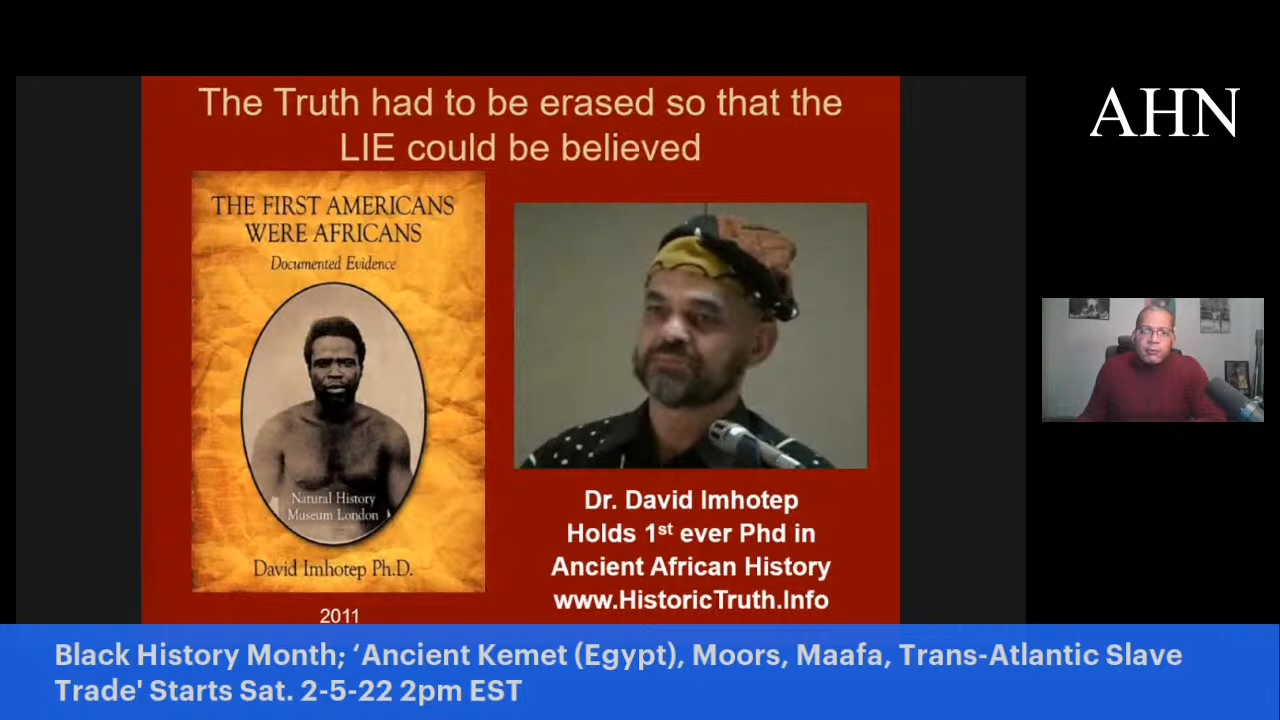 The Truth had to be erased so that the
LIE could be believed
AHN
THE FIRST AMERICANS
WERE AFRICANS
Documented Evidence
Natural History
Museum London
David Imhotep Ph.D.
2011
Dr. David Imhotep
Holds 1st ever Phd in
Ancient African History
www.HistoricTruth.Info
Black History Month; ‘Ancient Kemet (Egypt), Moors, Maafa, Trans-Atlantic Slave
Trade' Starts Sat. 2-5-22 2pm EST